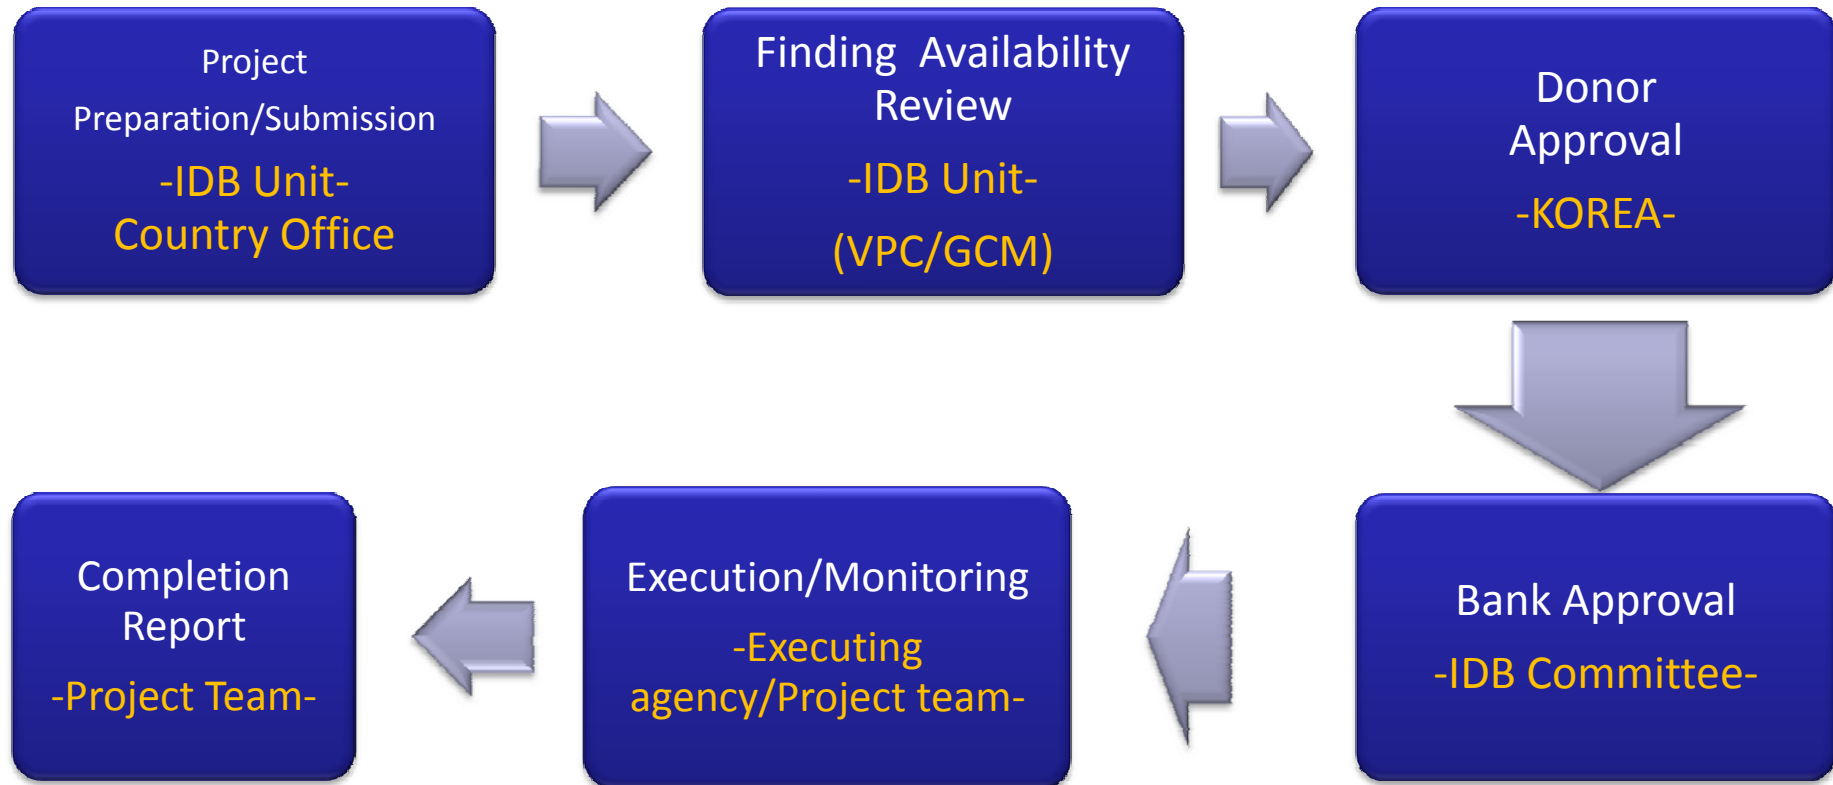 Project
Preparation/Submission
-IDB Unit-
Country Office
Finding Availability
Review
-IDB Unit-
(VPC/GCM)
Donor
Approval
-KOREA-
Completion
Report
-Project Team-
Execution/Monitoring
-Executing
agency/Project team-
Bank Approval
-IDB Committee-